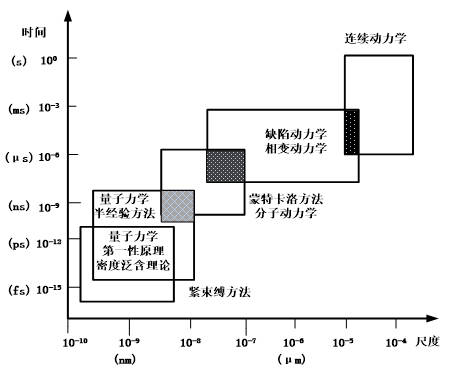 时间
连续动力学
(s) 10⁰
(ms) 10⁻³
缺陷动力学
相变动力学
(μs) 10⁻⁶
量子力学
半经验方法
蒙特卡洛方法
分子动力学
(ns) 10⁻⁹
量子力学
第一性原理
密度泛含理论
(ps) 10⁻¹²
(fs) 10⁻¹⁵
紧束缚方法
10⁻¹⁰ 10⁻⁹ 10⁻⁸ 10⁻⁷ 10⁻⁶ 10⁻⁵ 10⁻⁴ 尺度
(nm) (μm)